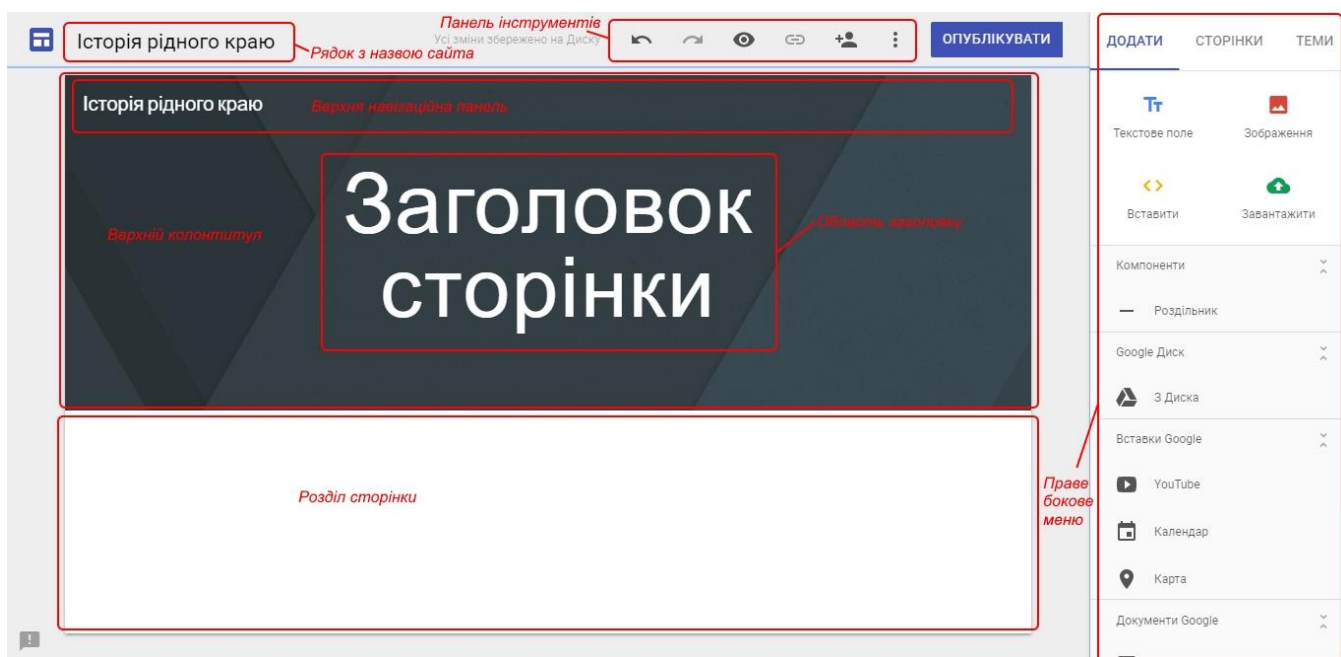 Панель інструментів
Історія рідного краю
Усі зміни збережено на Диску
ОПУБЛІКУВАТИ
Рядок з назвою сайта
ДОДАТИ СТОРІНКИ ТЕМИ
Історія рідного краю
Верхня навігаційна панель
Заголовок
сторінки
Верхній колонтитул
Область заголовку
Розділ сторінки
Праве
бокове
меню
Тт
Текстове поле Зображення
Вставити Завантажити
Компоненти
Роздільник
Google Диск
З Диска
Вставки Google
YouTube
Календар
Карта
Документи Google